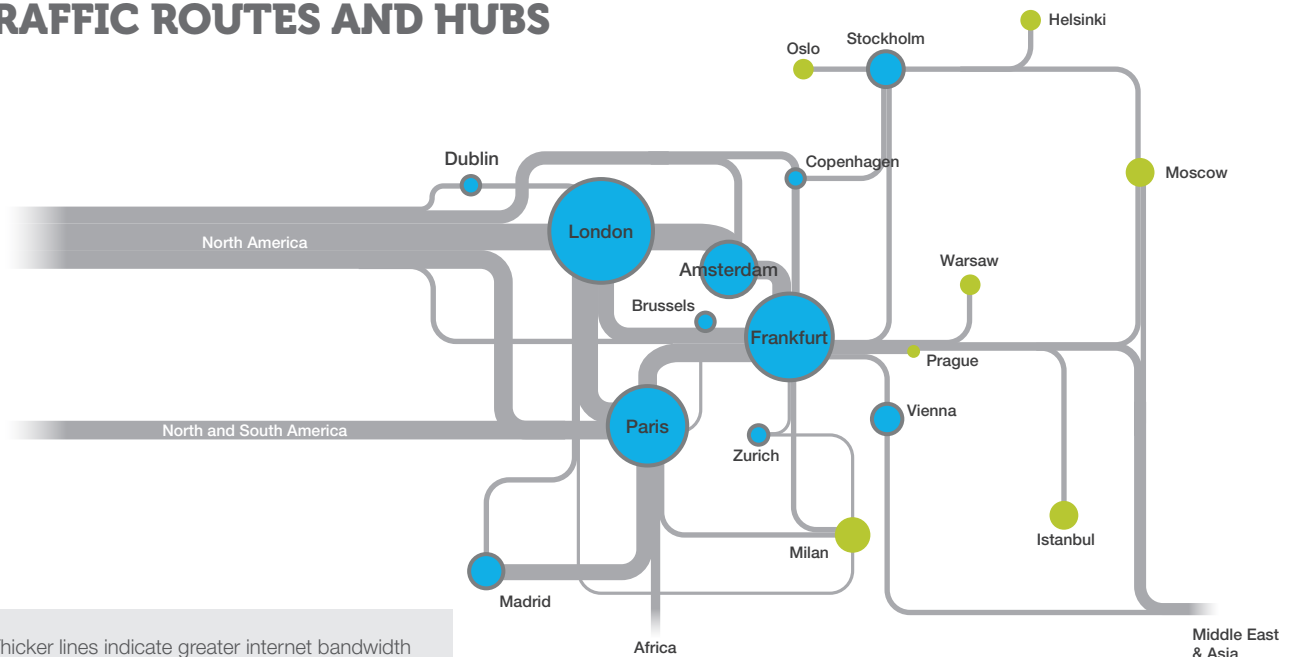 RAFFIC ROUTES AND HUBS
Helsinki
Stockholm
Oslo
Dublin
Copenhagen
Moscow
London
North America
Amsterdam
Warsaw
Brussels
Frankfurt
Prague
Vienna
Paris
North and South America
Zurich
Istanbul
Milan
Madrid
Africa
Middle East
& Asia
hicker lines indicate greater internet bandwidth